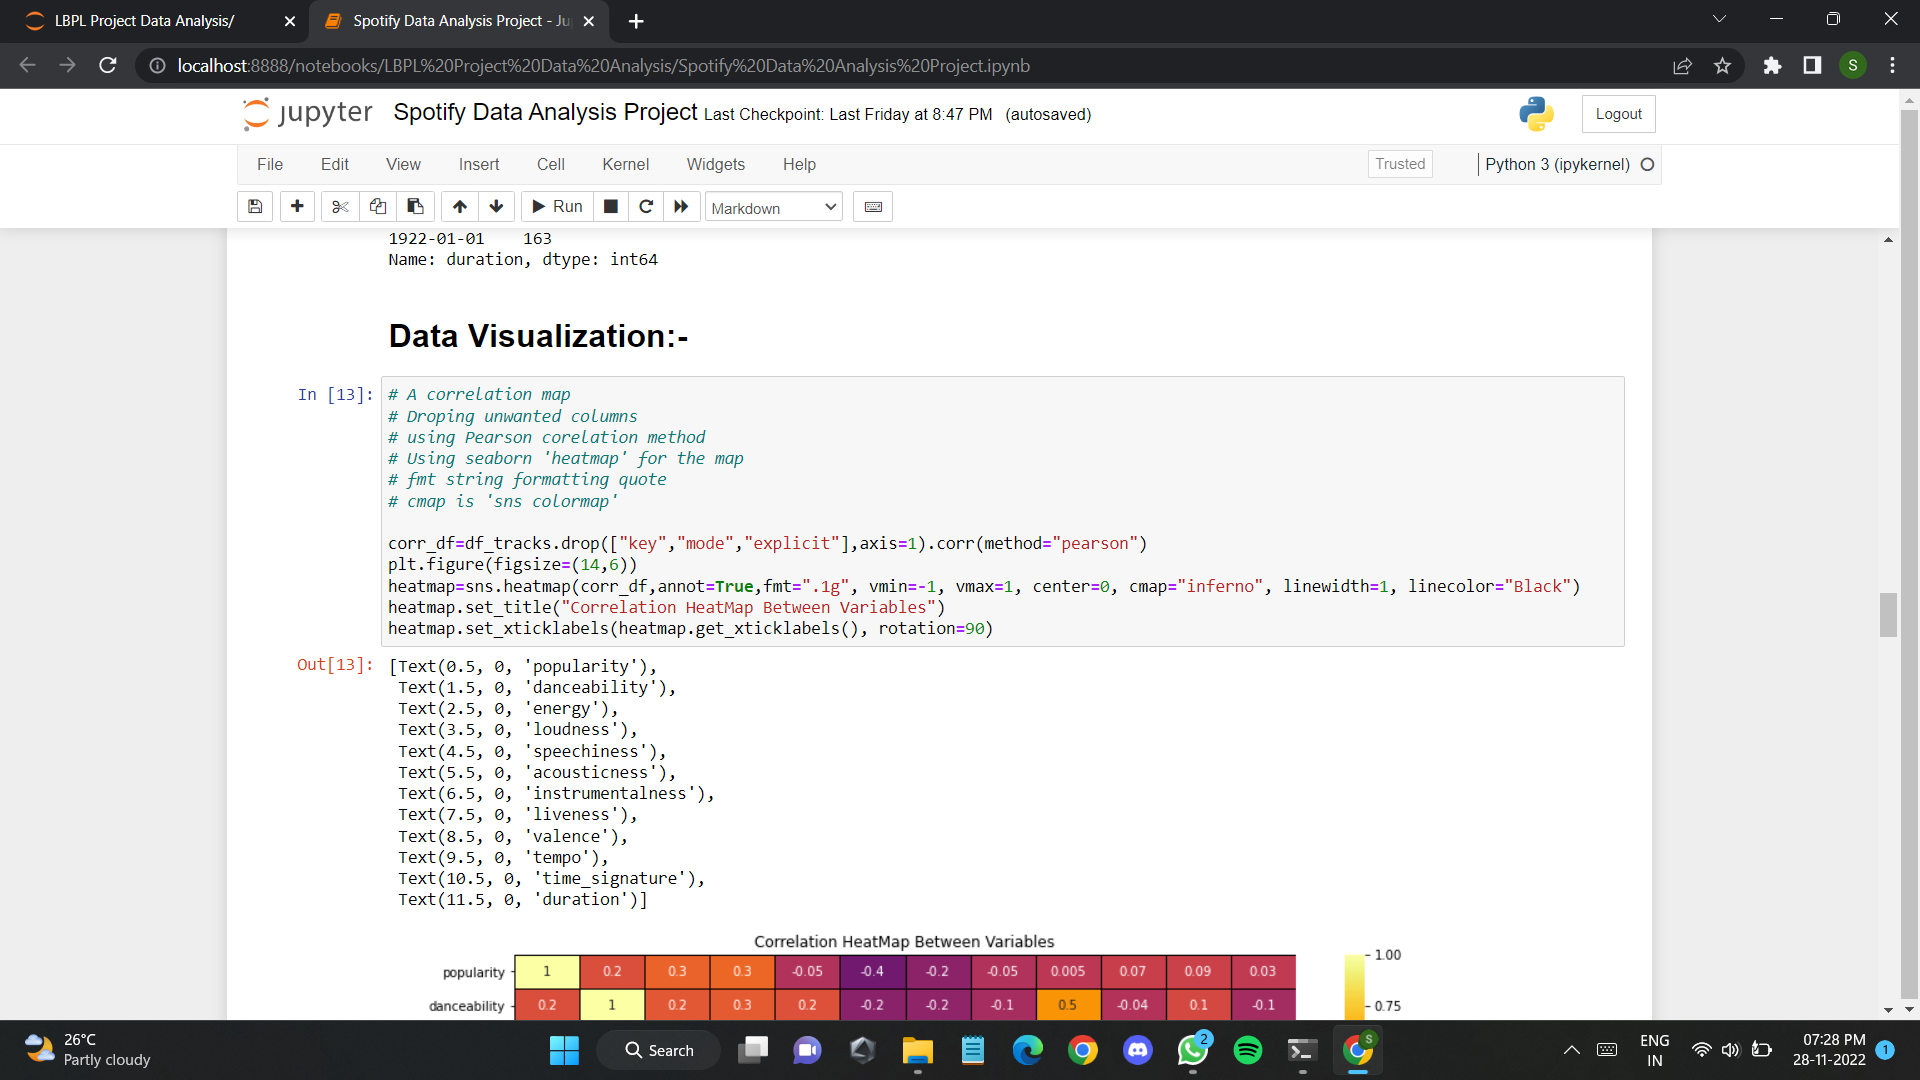 LBPL Project Data Analysis/
Spotify Data Analysis Project - Ju
localhost:8888/notebooks/LBPL%20Project%20Data%20Analysis/Spotify%20Data%20Analysis%20Project.ipynb
S
jupyter Spotify Data Analysis Project Last Checkpoint: Last Friday at 8:47 PM (autosaved)
Logout
File Edit View Insert Cell Kernel Widgets Help
Trusted
Python 3 (ipykernel)
Run
Markdown
1922-01-01    163
Name: duration, dtype: int64
Data Visualization:-
In [13]:
# A correlation map
# Droping unwanted columns
# using Pearson corelation method
# Using seaborn 'heatmap' for the map
# fmt string formatting quote
# cmap is 'sns colormap'
corr_df=df_tracks.drop(["key","mode","explicit"],axis=1).corr(method="pearson")
plt.figure(figsize=(14,6))
heatmap=sns.heatmap(corr_df,annot=True,fmt=".1g", vmin=-1, vmax=1, center=0, cmap="inferno", linewidth=1, linecolor="Black")
heatmap.set_title("Correlation HeatMap Between Variables")
heatmap.set_xticklabels(heatmap.get_xticklabels(), rotation=90)
Out[13]:
[Text(0.5, 0, 'popularity'),
Text(1.5, 0, 'danceability'),
Text(2.5, 0, 'energy'),
Text(3.5, 0, 'loudness'),
Text(4.5, 0, 'speechiness'),
Text(5.5, 0, 'acousticness'),
Text(6.5, 0, 'instrumentalness'),
Text(7.5, 0, 'liveness'),
Text(8.5, 0, 'valence'),
Text(9.5, 0, 'tempo'),
Text(10.5, 0, 'time_signature'),
Text(11.5, 0, 'duration')]
Correlation HeatMap Between Variables
popularity 1 0.2 0.3 0.3 -0.05 -0.4 -0.2 -0.05 0.005 0.07 0.09 0.03
1.00
danceability 0.2 1 0.2 0.3 0.2 -0.2 -0.2 -0.1 0.5 -0.04 0.1 -0.1
0.75
26°C
Partly cloudy
Search
2
S
ENG
IN
07:28 PM
28-11-2022
1